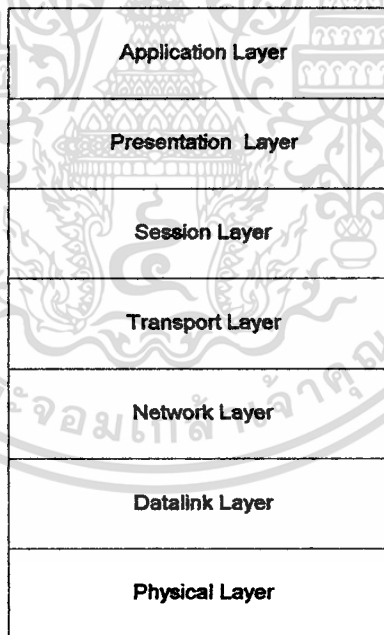 Application Layer
Presentation Layer
Session Layer
Transport Layer
Network Layer
Datalink Layer
Physical Layer